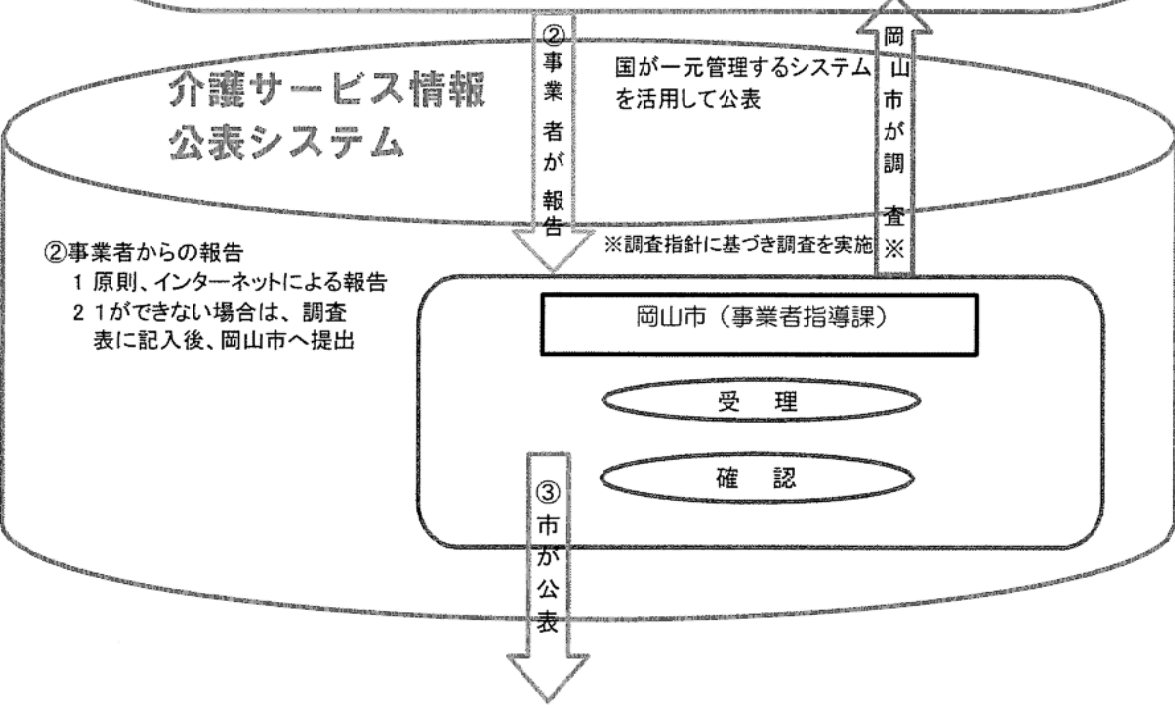 ②事業者が報告
岡山市が調査※
国が一元管理するシステム
を活用して公表
介護サービス情報
公表システム
※調査指針に基づき調査を実施
②事業者からの報告
1 原則、インターネットによる報告
2 1ができない場合は、調査
表に記入後、岡山市へ提出
岡山市（事業者指導課）
受 理
確 認
③市が公表